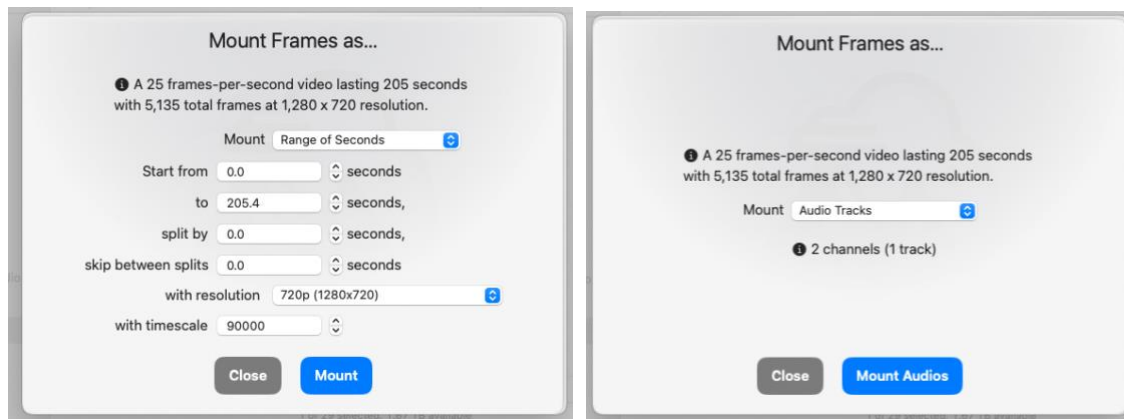 Mount Frames as...
A 25 frames-per-second video lasting 205 seconds
with 5,135 total frames at 1,280 x 720 resolution.
Mount Range of Seconds
Start from 0.0 seconds
to 205.4 seconds,
split by 0.0 seconds,
skip between splits 0.0 seconds
with resolution 720p (1280x720)
with timescale 90000
Close Mount
Mount Frames as...
A 25 frames-per-second video lasting 205 seconds
with 5,135 total frames at 1,280 x 720 resolution.
Mount Audio Tracks
2 channels (1 track)
Close Mount Audios